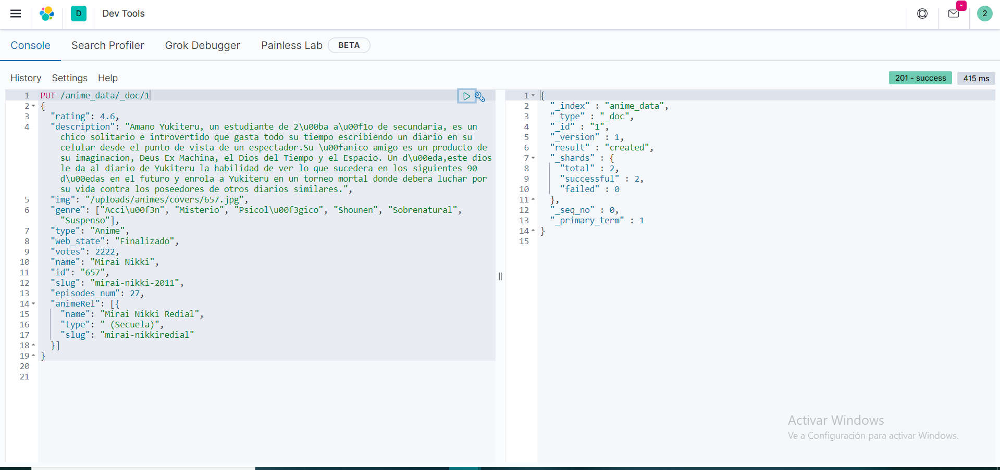 D
Dev Tools
2
Console
Search Profiler
Grok Debugger
Painless Lab
BETA
History
Settings
Help
201 - success
415 ms
1 PUT /anime_data/_doc/1
2 {
3 "rating": 4.6,
4 "description": "Amano Yukiteru, un estudiante de 2\u00ba a\u00f1o de secundaria, es un
chico solitario e introvertido que gasta todo su tiempo escribiendo un diario en su
celular desde el punto de vista de un espectador.Su \u00fanico amigo es un producto de
su imaginacion, Deus Ex Machina, el Dios del Tiempo y el Espacio. Un d\u00eda,este dios
le da al diario de Yukiteru la habilidad de ver lo que sucedera en los siguientes 90
d\u00edas en el futuro y enrola a Yukiteru en un torneo mortal donde debera luchar por
su vida contra los poseedores de otros diarios similares.",
5 "img": "/uploads/animes/covers/657.jpg",
6 "genre": ["Acci\u00f3n", "Misterio", "Psicol\u00f3gico", "Shounen", "Sobrenatural",
"Suspenso"],
7 "type": "Anime",
8 "web_state": "Finalizado",
9 "votes": 2222,
10 "name": "Mirai Nikki",
11 "id": "657",
12 "slug": "mirai-nikki-2011",
13 "episodes_num": 27,
14 "animeRel": [{
15 "name": "Mirai Nikki Redial",
16 "type": " (Secuela)",
17 "slug": "mirai-nikkiredial"
18 }]
19 }
20
21
1 {
2 "_index" : "anime_data",
3 "_type" : "_doc",
4 "_id" : "1",
5 "_version" : 1,
6 "result" : "created",
7 "_shards" : {
8 "total" : 2,
9 "successful" : 2,
10 "failed" : 0
11 },
12 "_seq_no" : 0,
13 "_primary_term" : 1
14 }
15
Activar Windows
Ve a Configuración para activar Windows.